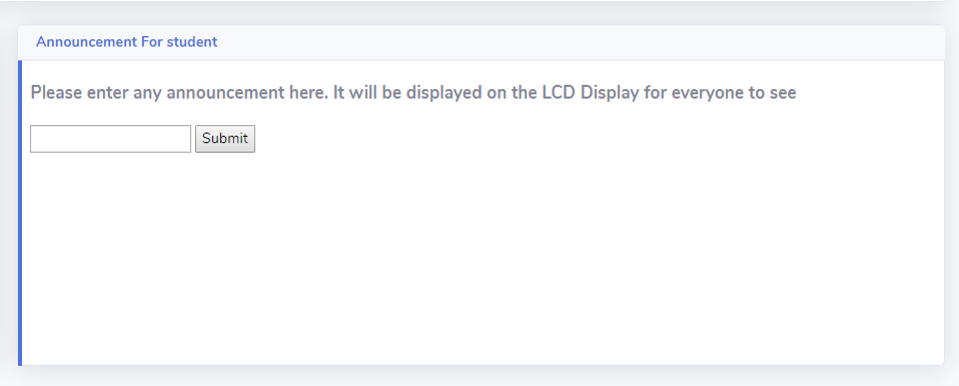 Announcement For student
Please enter any announcement here. It will be displayed on the LCD Display for everyone to see
Submit